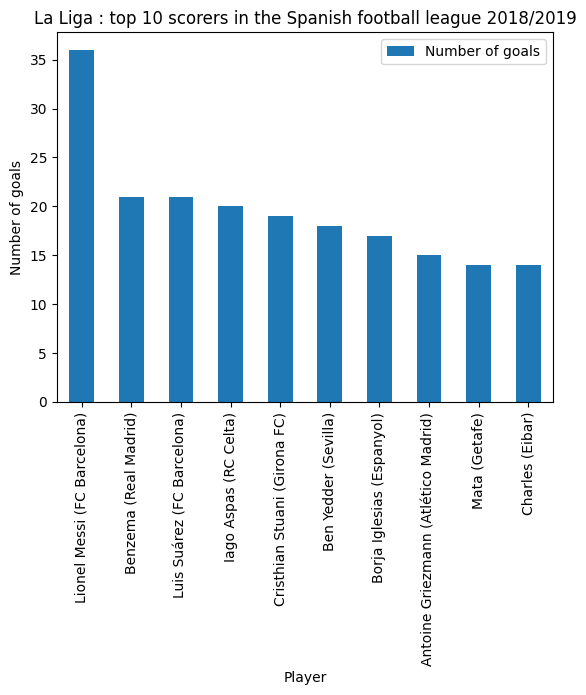 La Liga : top 10 scorers in the Spanish football league 2018/2019
Number of goals
Number of goals
35
30
25
20
15
10
5
0
Lionel Messi (FC Barcelona)
Benzema (Real Madrid)
Luis Suárez (FC Barcelona)
Iago Aspas (RC Celta)
Cristhian Stuani (Girona FC)
Ben Yedder (Sevilla)
Borja Iglesias (Espanyol)
Antoine Griezmann (Atlético Madrid)
Mata (Getafe)
Charles (Eibar)
Player